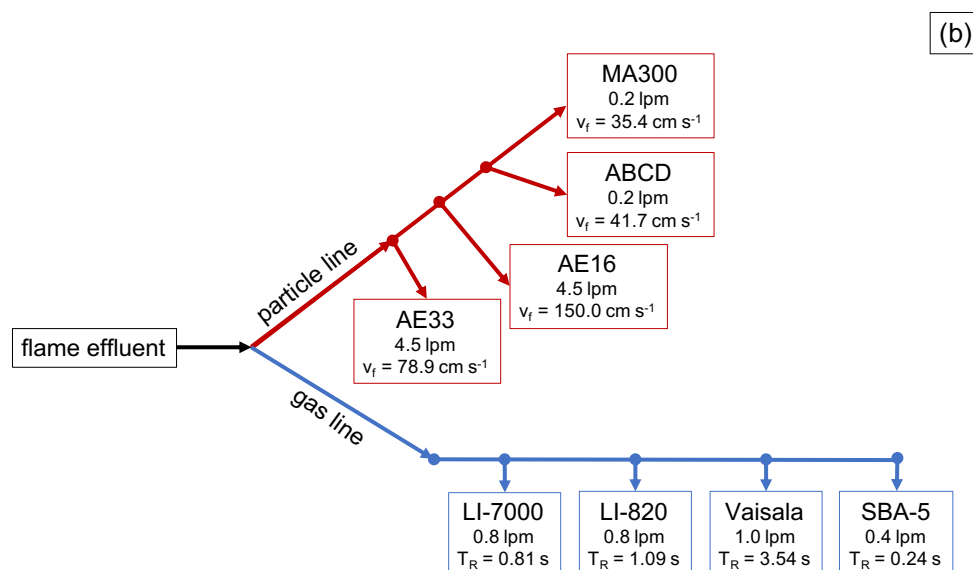 (b)
MA300
0.2 lpm
v_f = 35.4 cm s⁻¹
ABCD
0.2 lpm
v_f = 41.7 cm s⁻¹
AE16
4.5 lpm
v_f = 150.0 cm s⁻¹
particle line
AE33
4.5 lpm
v_f = 78.9 cm s⁻¹
flame effluent
gas line
LI-7000
0.8 lpm
T_R = 0.81 s
LI-820
0.8 lpm
T_R = 1.09 s
Vaisala
1.0 lpm
T_R = 3.54 s
SBA-5
0.4 lpm
T_R = 0.24 s